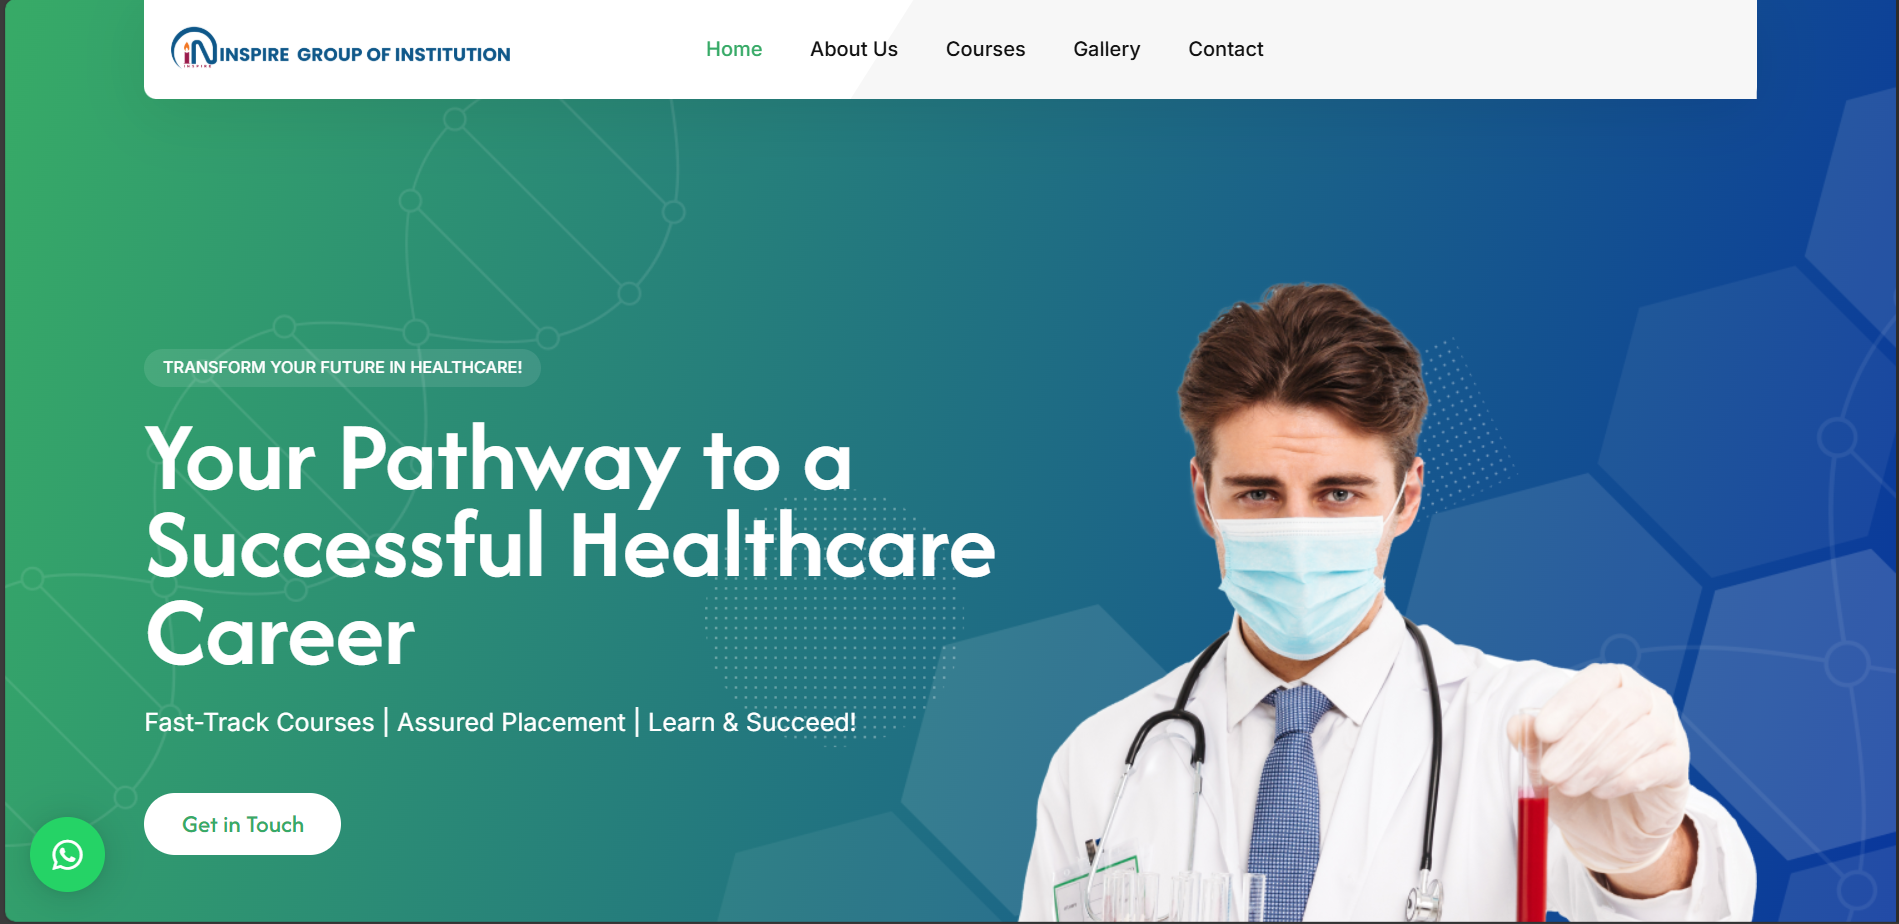 INSPIRE GROUP OF INSTITUTION
Home About Us Courses Gallery Contact
TRANSFORM YOUR FUTURE IN HEALTHCARE!
Your Pathway to a
Successful Healthcare
Career
Fast-Track Courses | Assured Placement | Learn & Succeed!
Get in Touch